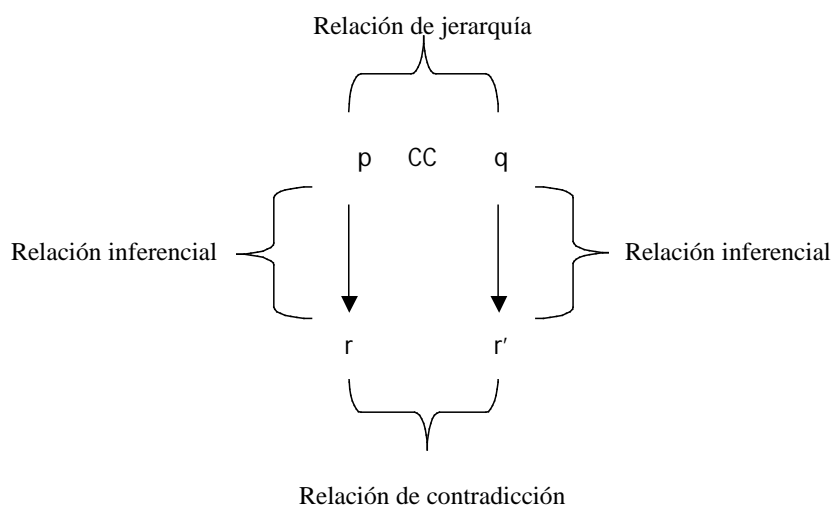 Relación de jerarquía
p CC q
Relación inferencial Relación inferencial
r r′
Relación de contradicción